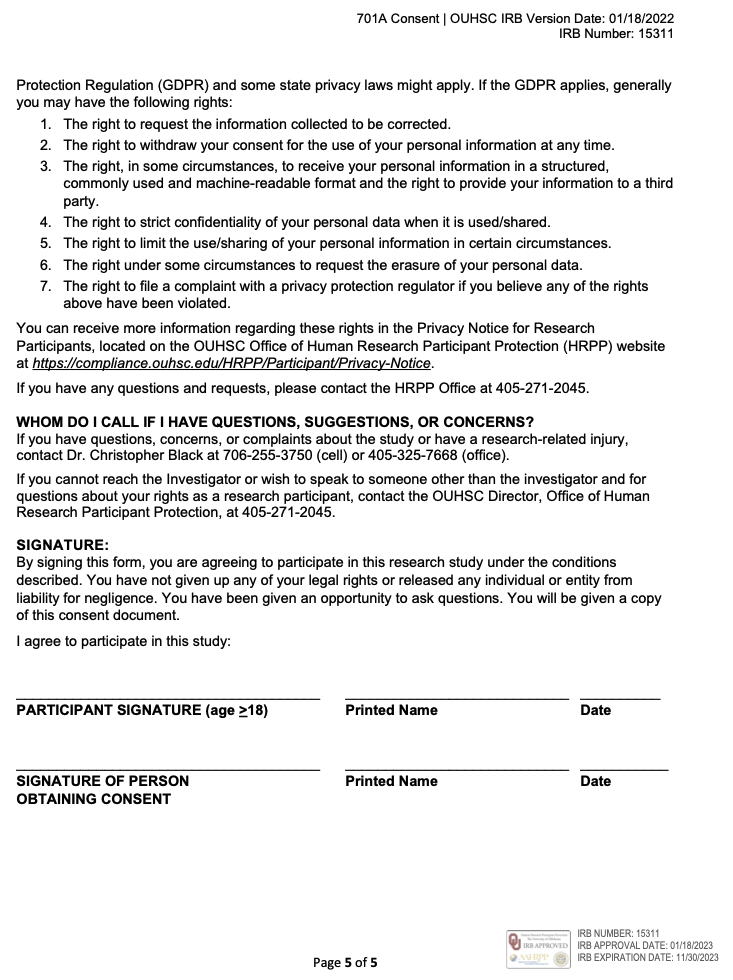 701A Consent | OUHSC IRB Version Date: 01/18/2022
IRB Number: 15311
Protection Regulation (GDPR) and some state privacy laws might apply. If the GDPR applies, generally
you may have the following rights:
1. The right to request the information collected to be corrected.
2. The right to withdraw your consent for the use of your personal information at any time.
3. The right, in some circumstances, to receive your personal information in a structured,
commonly used and machine-readable format and the right to provide your information to a third
party.
4. The right to strict confidentiality of your personal data when it is used/shared.
5. The right to limit the use/sharing of your personal information in certain circumstances.
6. The right under some circumstances to request the erasure of your personal data.
7. The right to file a complaint with a privacy protection regulator if you believe any of the rights
above have been violated.
You can receive more information regarding these rights in the Privacy Notice for Research
Participants, located on the OUHSC Office of Human Research Participant Protection (HRPP) website
at https://compliance.ouhsc.edu/HRPP/Participant/Privacy-Notice.
If you have any questions and requests, please contact the HRPP Office at 405-271-2045.
WHOM DO I CALL IF I HAVE QUESTIONS, SUGGESTIONS, OR CONCERNS?
If you have questions, concerns, or complaints about the study or have a research-related injury,
contact Dr. Christopher Black at 706-255-3750 (cell) or 405-325-7668 (office).
If you cannot reach the Investigator or wish to speak to someone other than the investigator and for
questions about your rights as a research participant, contact the OUHSC Director, Office of Human
Research Participant Protection, at 405-271-2045.
SIGNATURE:
By signing this form, you are agreeing to participate in this research study under the conditions
described. You have not given up any of your legal rights or released any individual or entity from
liability for negligence. You have been given an opportunity to ask questions. You will be given a copy
of this consent document.
I agree to participate in this study:
PARTICIPANT SIGNATURE (age >18) Printed Name Date
SIGNATURE OF PERSON Printed Name Date
OBTAINING CONSENT
IRB APPROVED
AAHRPP
IRB NUMBER: 15311
IRB APPROVAL DATE: 01/18/2023
IRB EXPIRATION DATE: 11/30/2023
Page 5 of 5